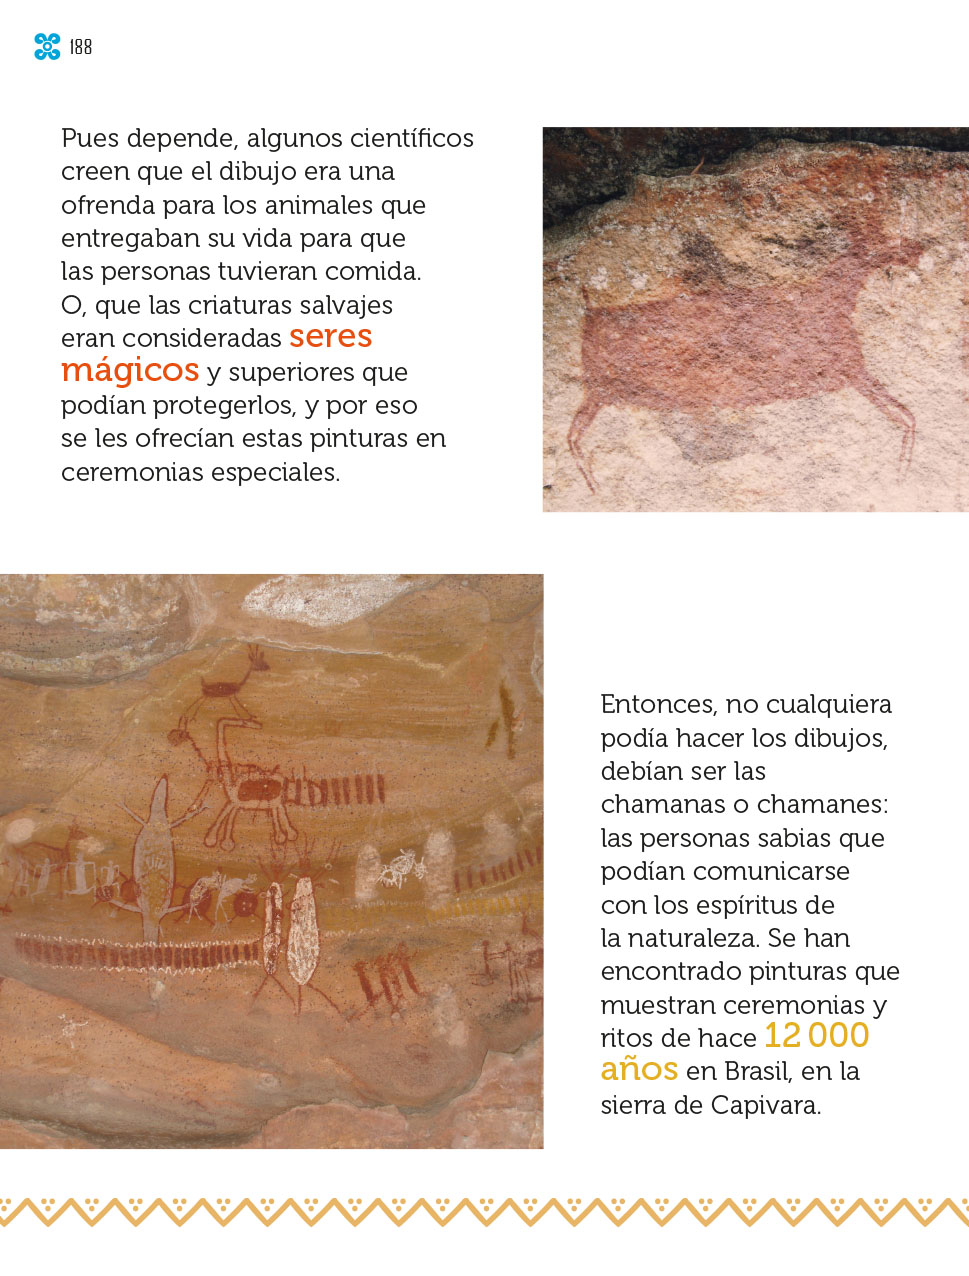 188
Pues depende, algunos científicos
creen que el dibujo era una
ofrenda para los animales que
entregaban su vida para que
las personas tuvieran comida.
O, que las criaturas salvajes
eran consideradas seres
mágicos y superiores que
podían protegerlos, y por eso
se les ofrecían estas pinturas en
ceremonias especiales.
Entonces, no cualquiera
podía hacer los dibujos,
debían ser las
chamanas o chamanes:
las personas sabias que
podían comunicarse
con los espíritus de
la naturaleza. Se han
encontrado pinturas que
muestran ceremonias y
ritos de hace 12 000
años en Brasil, en la
sierra de Capivara.